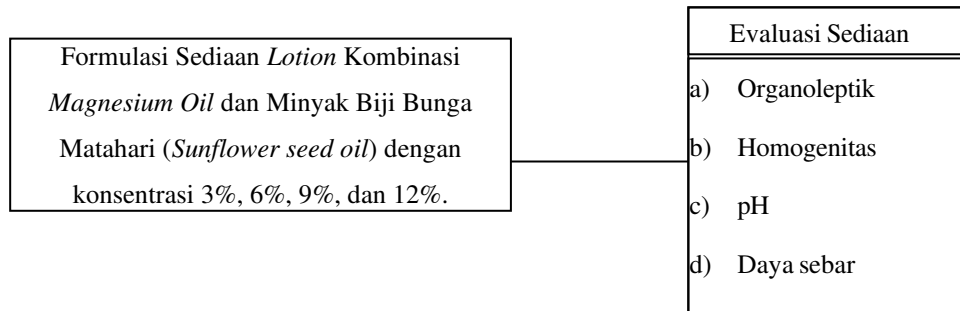 Formulasi Sediaan Lotion Kombinasi
Magnesium Oil dan Minyak Biji Bunga
Matahari (Sunflower seed oil) dengan
konsentrasi 3%, 6%, 9%, dan 12%.
Evaluasi Sediaan
a) Organoleptik
b) Homogenitas
c) pH
d) Daya sebar